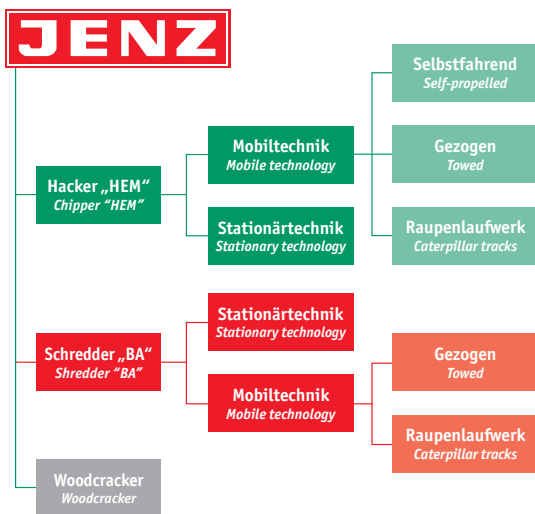 JENZ
Selbstfahrend
Self-propelled
Mobiltechnik
Mobile technology
Gezogen
Towed
Hacker „HEM“
Chipper “HEM”
Stationärtechnik
Stationary technology
Raupenlaufwerk
Caterpillar tracks
Stationärtechnik
Stationary technology
Schredder „BA“
Shredder “BA”
Gezogen
Towed
Mobiltechnik
Mobile technology
Raupenlaufwerk
Caterpillar tracks
Woodcracker
Woodcracker